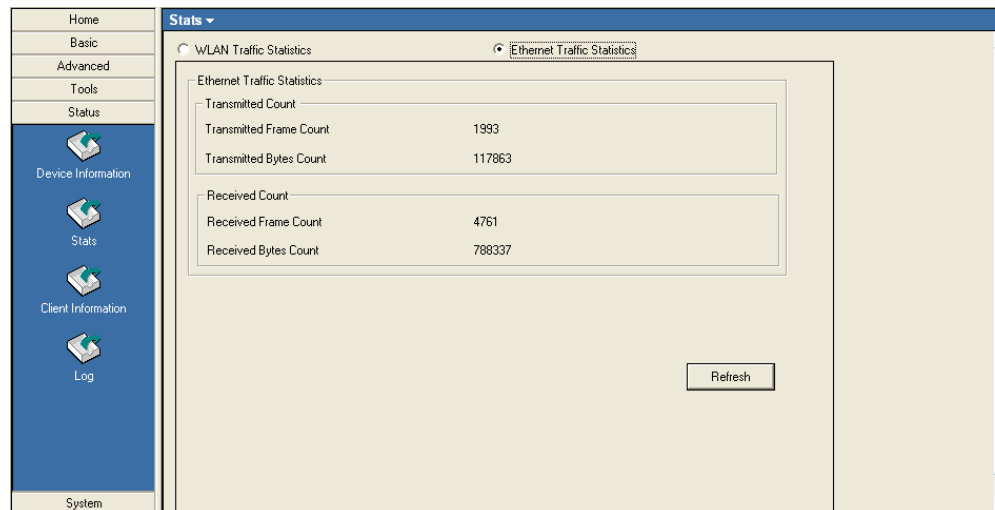 Home
Basic
Advanced
Tools
Status
Device Information
Stats
Client Information
Log
System
Stats
WLAN Traffic Statistics
Ethernet Traffic Statistics
Ethernet Traffic Statistics
Transmitted Count
Transmitted Frame Count 1993
Transmitted Bytes Count 117863
Received Count
Received Frame Count 4761
Received Bytes Count 788337
Refresh